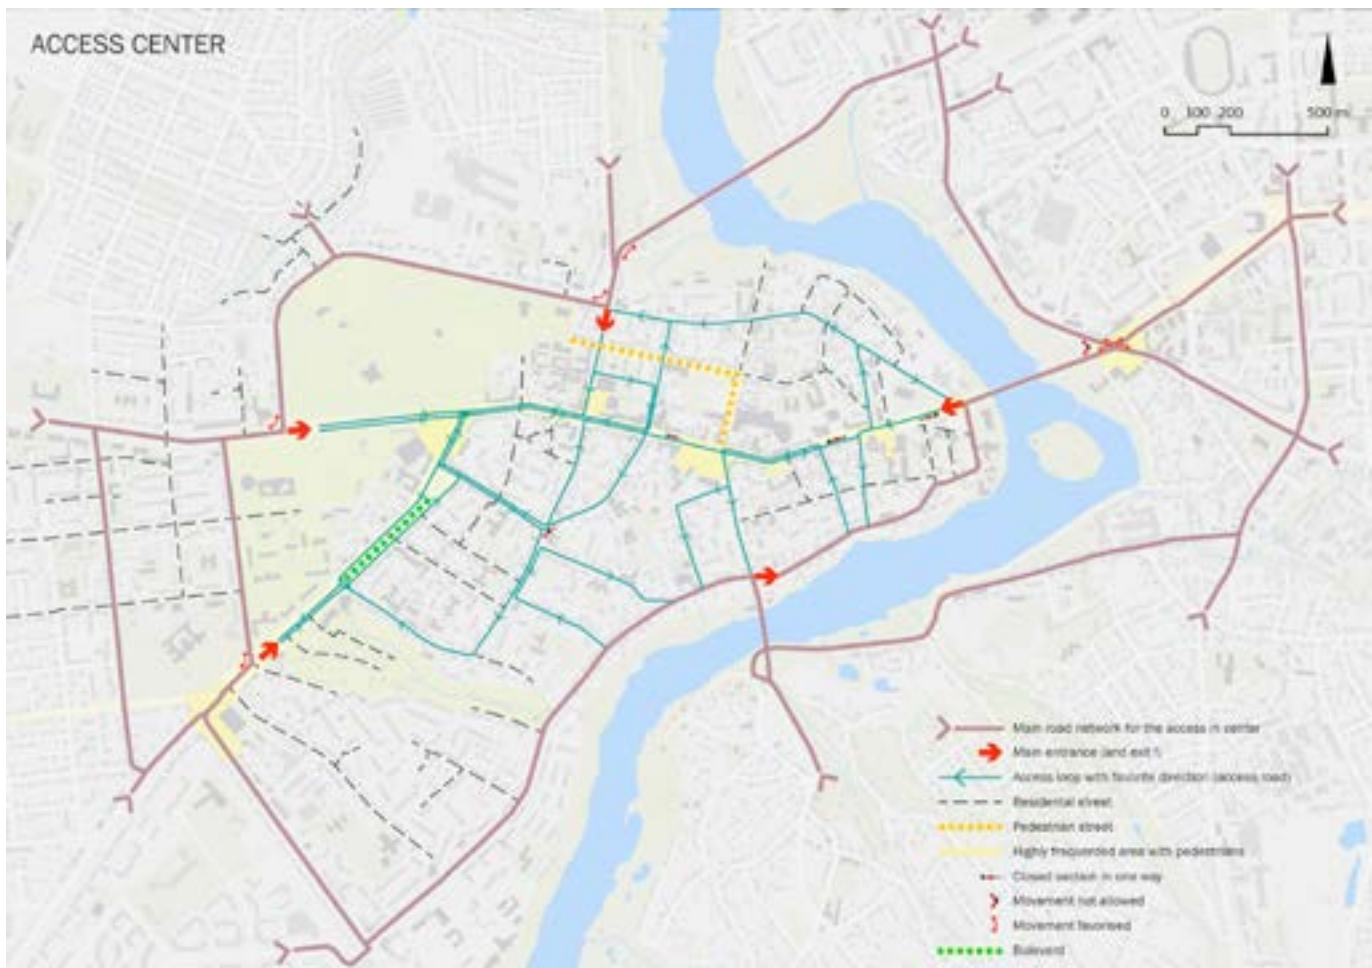 ACCESS CENTER
0 100 200 500 m
Main road network for the access in center
Main entrance (and exit !)
Access loop with favorite direction (access road)
Residental street
Pedestrian street
Highly frequented area with pedestrians
Closed section in one way
Movement not allowed
Movement favorised
Bulevard